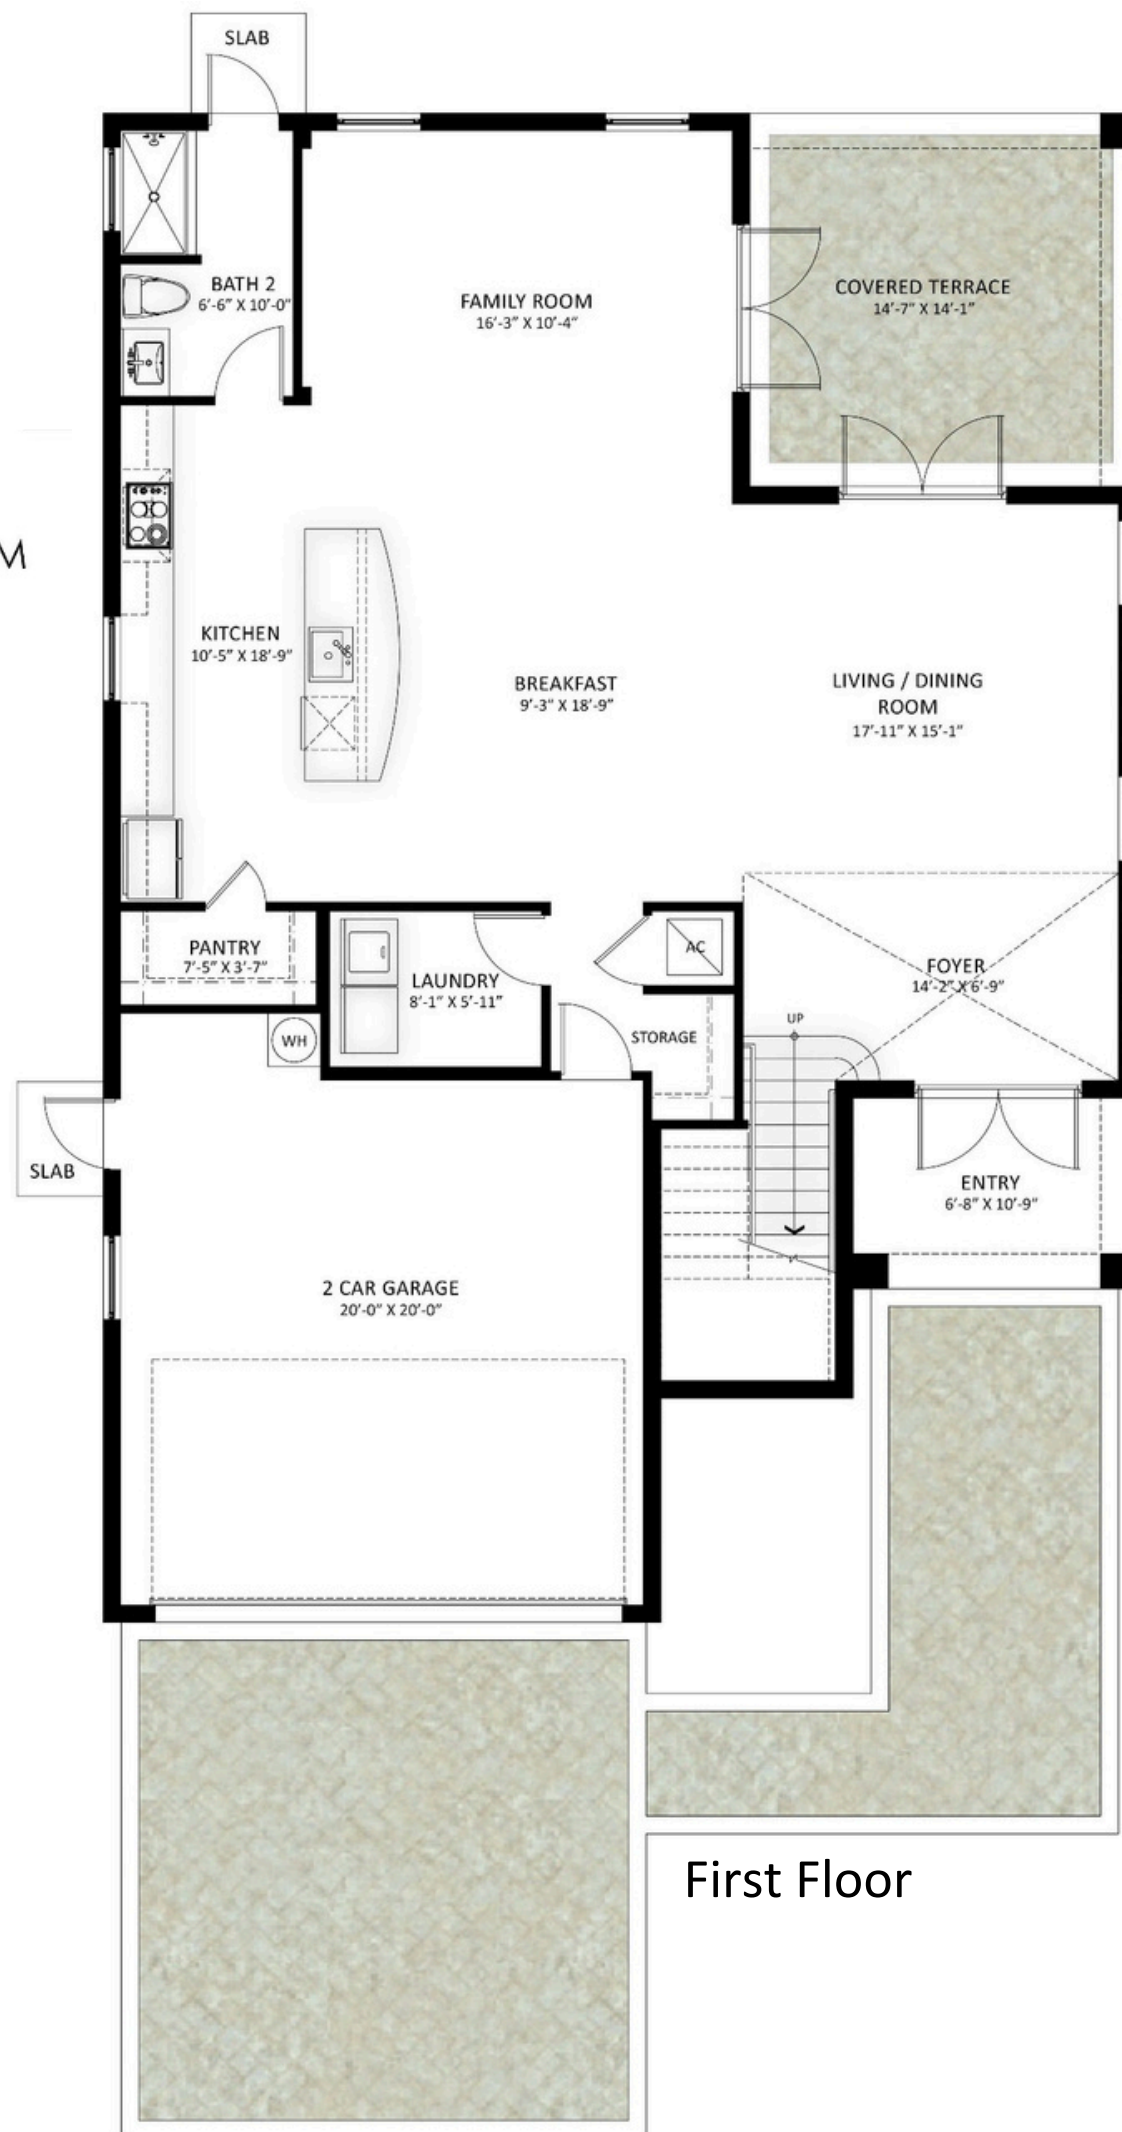 SLAB
BATH 2
6'-6" X 10'-0"
FAMILY ROOM
16'-3" X 10'-4"
COVERED TERRACE
14'-7" X 14'-1"
M
KITCHEN
10'-5" X 18'-9"
BREAKFAST
9'-3" X 18'-9"
LIVING / DINING
ROOM
17'-11" X 15'-1"
PANTRY
7'-5" X 3'-7"
LAUNDRY
8'-1" X 5'-11"
AC
FOYER
14'-2" X 6'-9"
WH
STORAGE
UP
SLAB
ENTRY
6'-8" X 10'-9"
2 CAR GARAGE
20'-0" X 20'-0"
First Floor